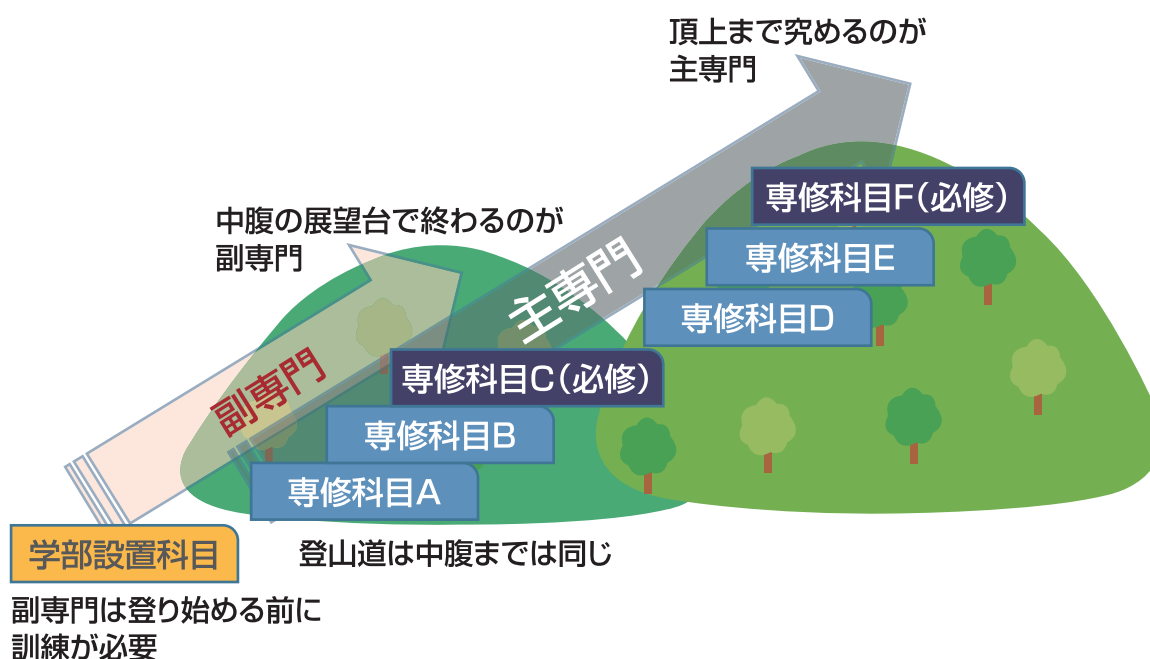 頂上まで究めるのが
主専門
中腹の展望台で終わるのが
副専門
主専門
副専門
専修科目F（必修）
専修科目E
専修科目D
専修科目C（必修）
専修科目B
専修科目A
学部設置科目
登山道は中腹までは同じ
副専門は登り始める前に
訓練が必要